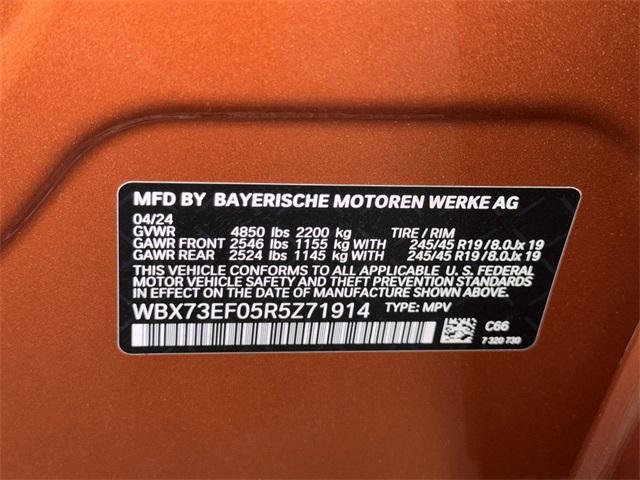 MFD BY BAYERISCHE MOTOREN WERKE AG
04/24
GVWR 4850 lbs 2200 kg TIRE / RIM
GAWR FRONT 2546 lbs 1155 kg WITH 245/45 R19 / 8.0Jx 19
GAWR REAR 2524 lbs 1145 kg WITH 245/45 R19 / 8.0Jx 19
THIS VEHICLE CONFORMS TO ALL APPLICABLE U. S. FEDERAL
MOTOR VEHICLE SAFETY AND THEFT PREVENTION STANDARDS
IN EFFECT ON THE DATE OF MANUFACTURE SHOWN ABOVE.
WBX73EF05R5Z71914 TYPE: MPV
C66
7 320 730